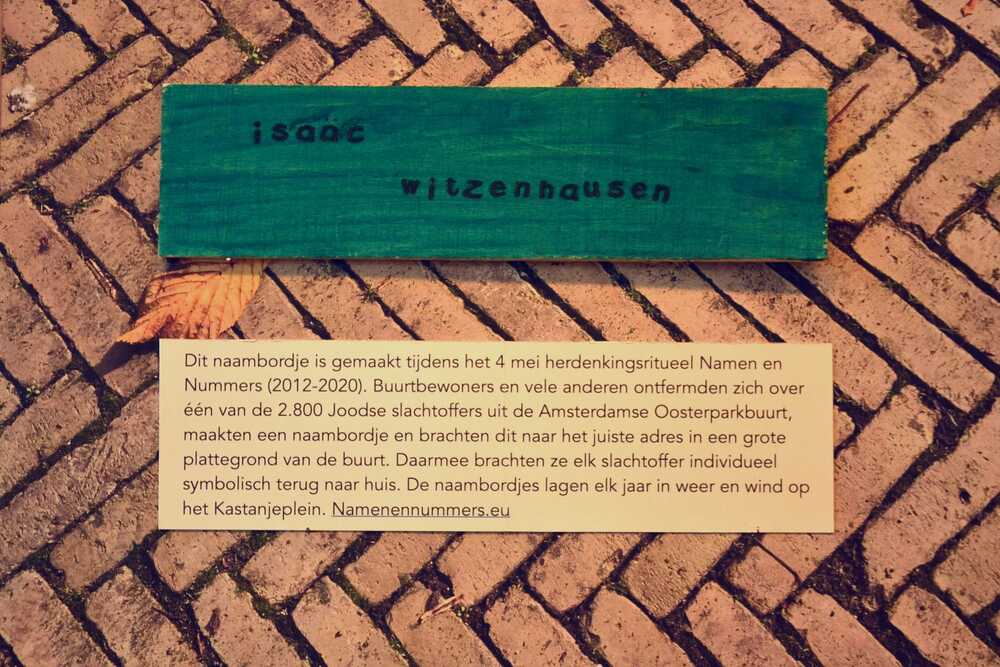 isaac
witzenhausen
Dit naambordje is gemaakt tijdens het 4 mei herdenkingsritueel Namen en
Nummers (2012-2020). Buurtbewoners en vele anderen ontfermden zich over
één van de 2.800 Joodse slachtoffers uit de Amsterdamse Oosterparkbuurt,
maakten een naambordje en brachten dit naar het juiste adres in een grote
plattegrond van de buurt. Daarmee brachten ze elk slachtoffer individueel
symbolisch terug naar huis. De naambordjes lagen elk jaar in weer en wind op
het Kastanjeplein. Namenennummers.eu